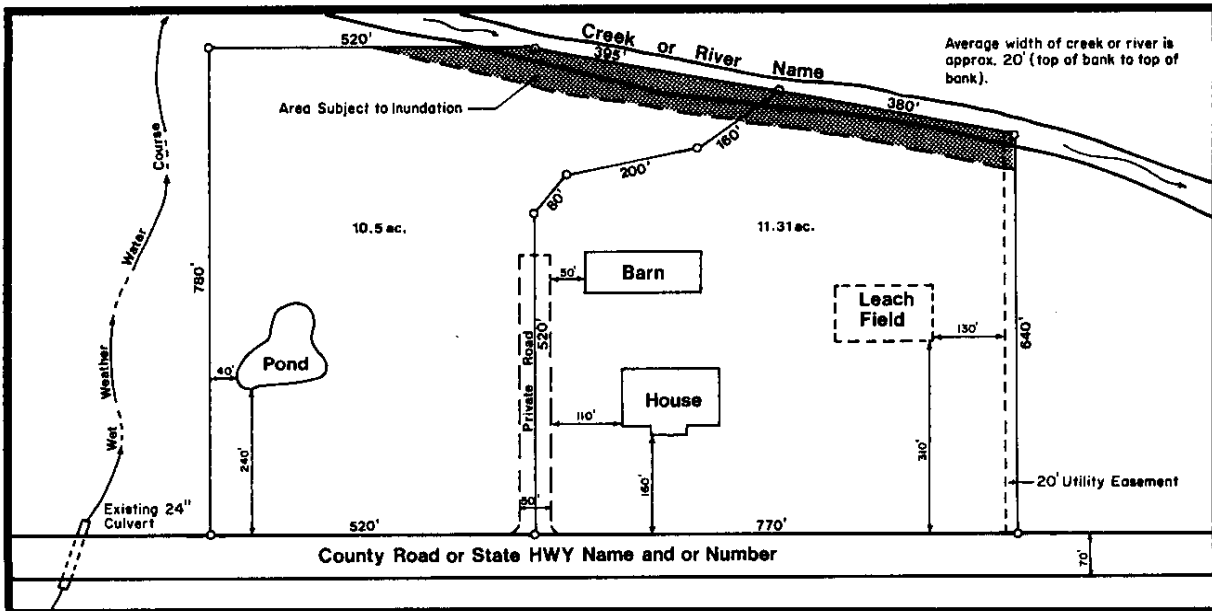 520'
Creek or River Name
395'
380'
Average width of creek or river is
approx. 20' (top of bank to top of
bank).
Area Subject to Inundation
160'
200'
80'
Wet Weather Water Course
780'
10.5 ac.
11.31 ac.
50'
Barn
Leach
Field
130'
640'
Pond
40'
Private Road
520'
House
110'
240'
160'
310'
50'
20' Utility Easement
Existing 24"
Culvert
520'
770'
County Road or State HWY Name and or Number
70'